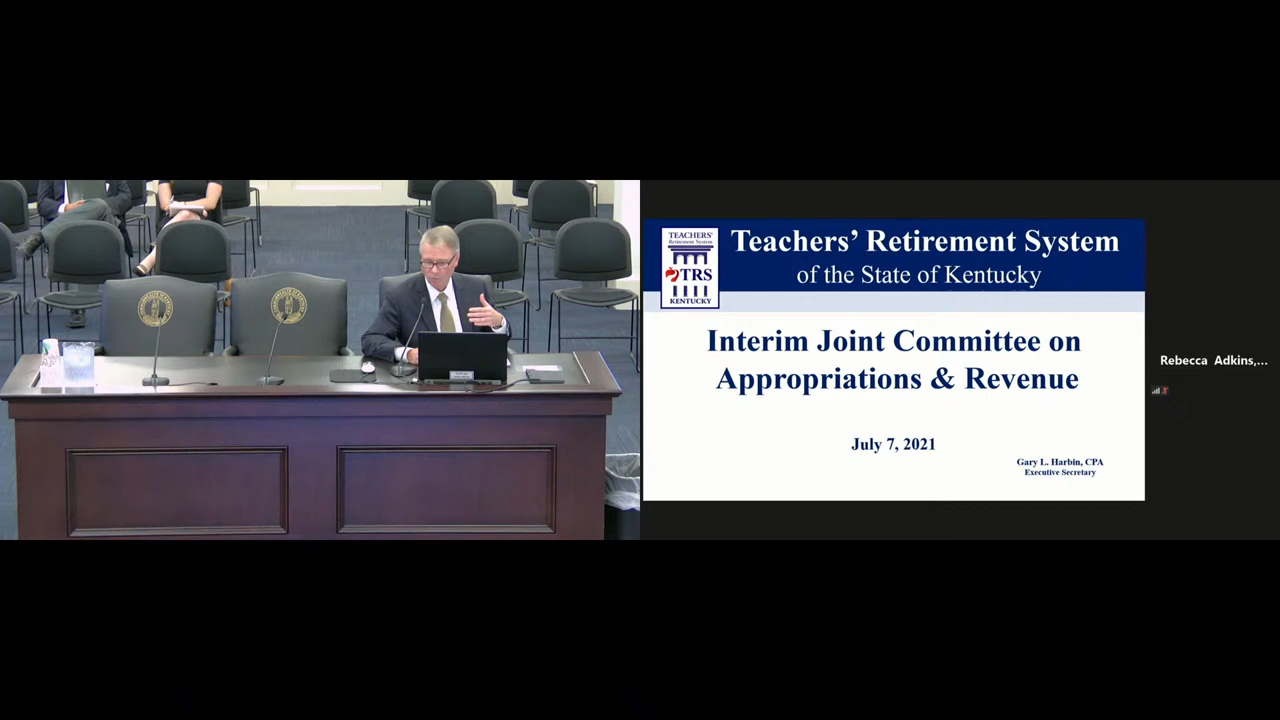 Teachers' Retirement System
of the State of Kentucky
TEACHERS'
Retirement System
TRS
KENTUCKY
Interim Joint Committee on
Appropriations & Revenue
July 7, 2021
Gary L. Harbin, CPA
Executive Secretary
Rebecca Adkins,...